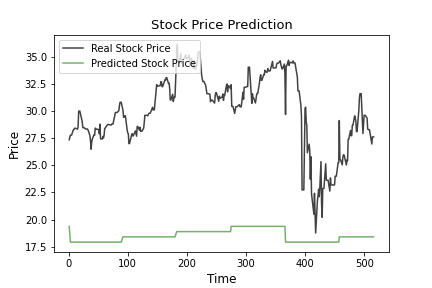 Stock Price Prediction
Real Stock Price
Predicted Stock Price
35.0
32.5
30.0
27.5
25.0
22.5
20.0
17.5
Price
0 100 200 300 400 500
Time